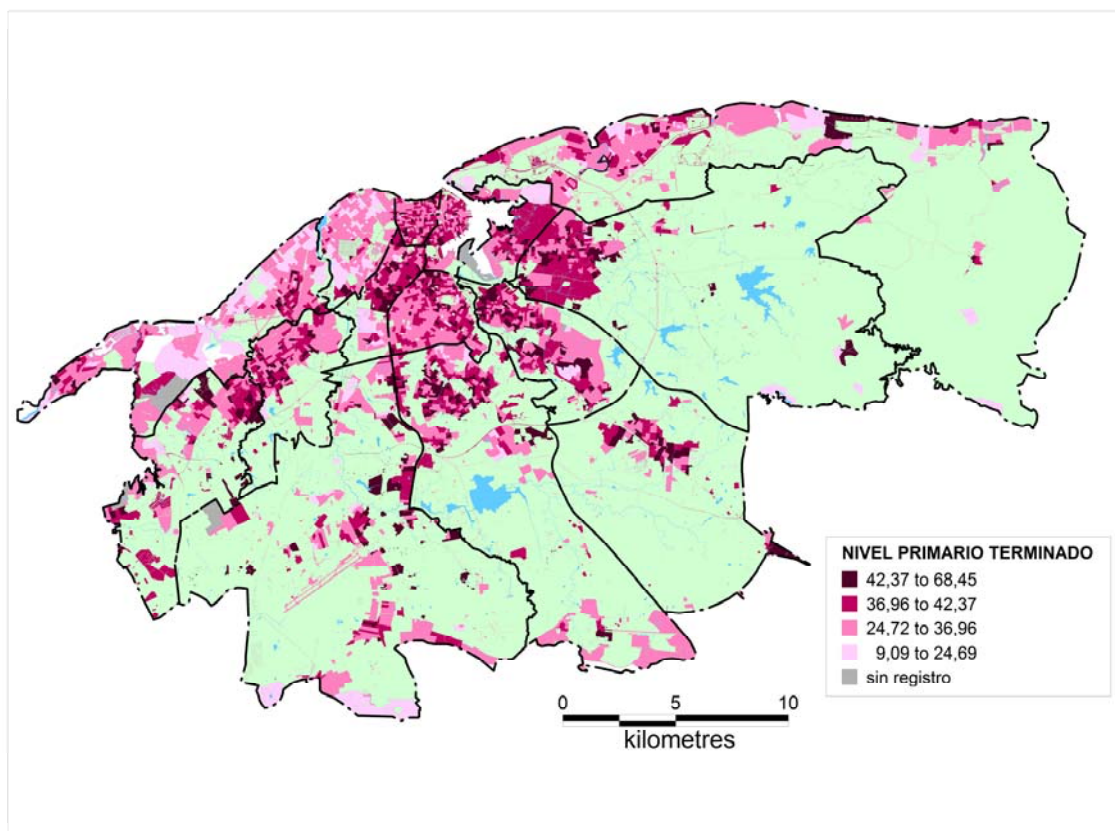 NIVEL PRIMARIO TERMINADO
42,37 to 68,45
36,96 to 42,37
24,72 to 36,96
9,09 to 24,69
sin registro
0 5 10
kilometres